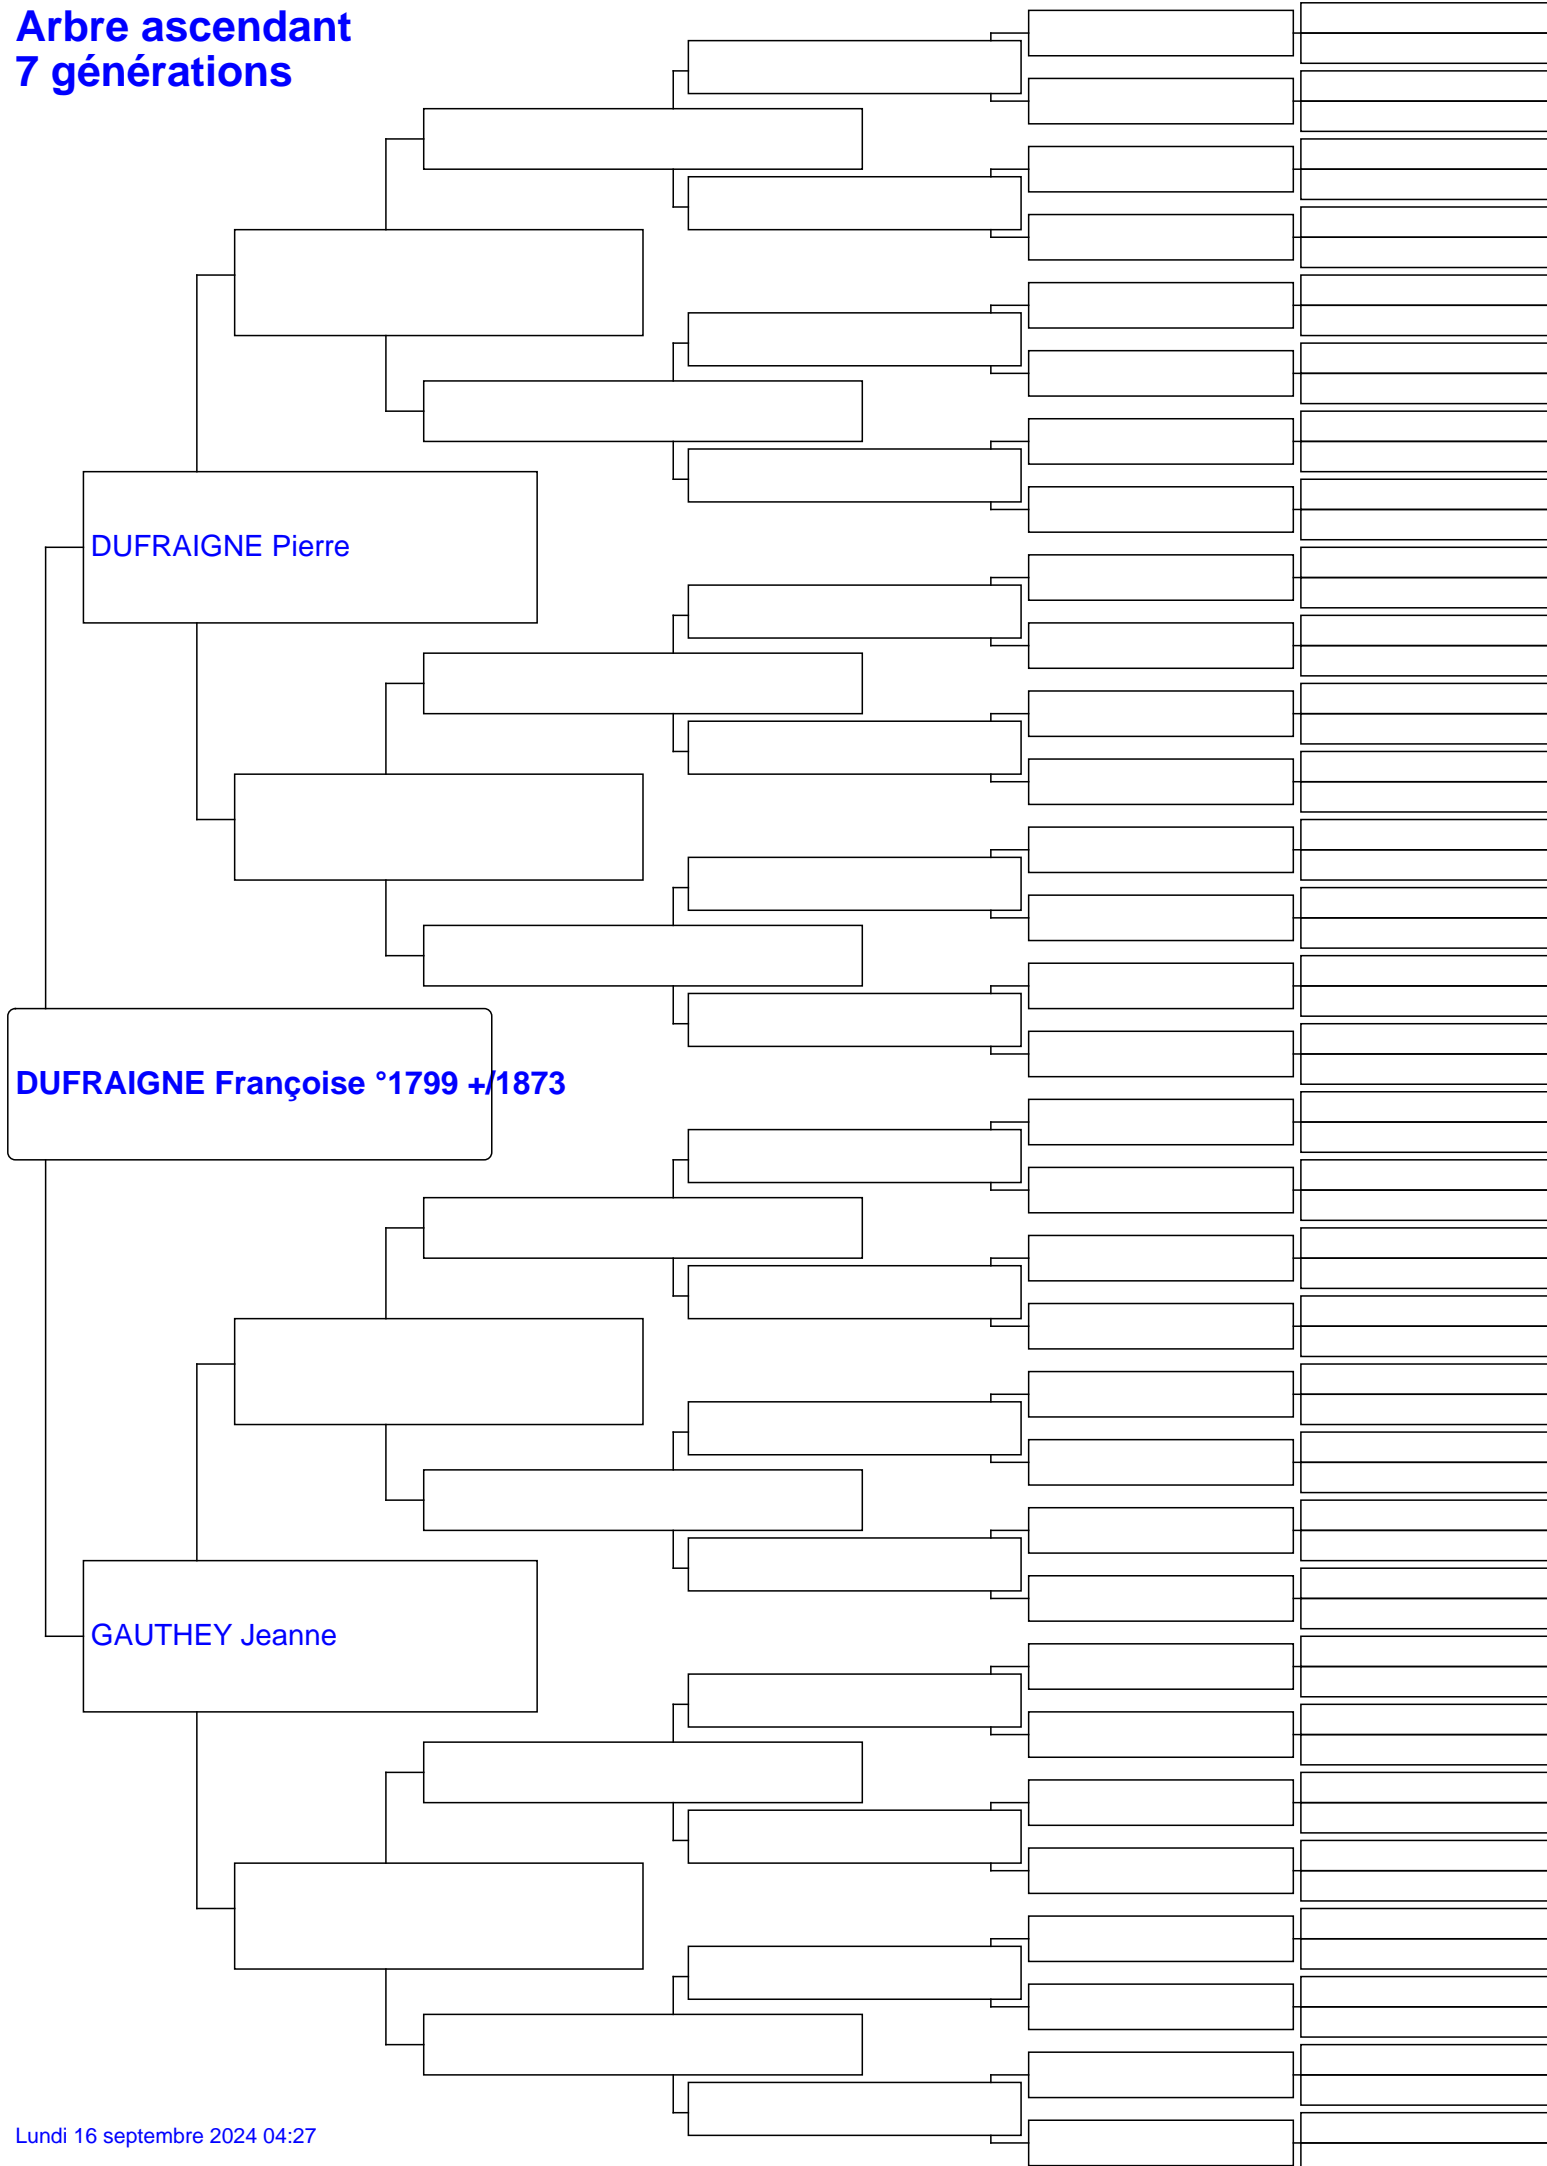 Arbre ascendant
7 générations
DUFRAIGNE Pierre
DUFRAIGNE Françoise °1799 +/1873
GAUTHEY Jeanne
Lundi 16 septembre 2024 04:27